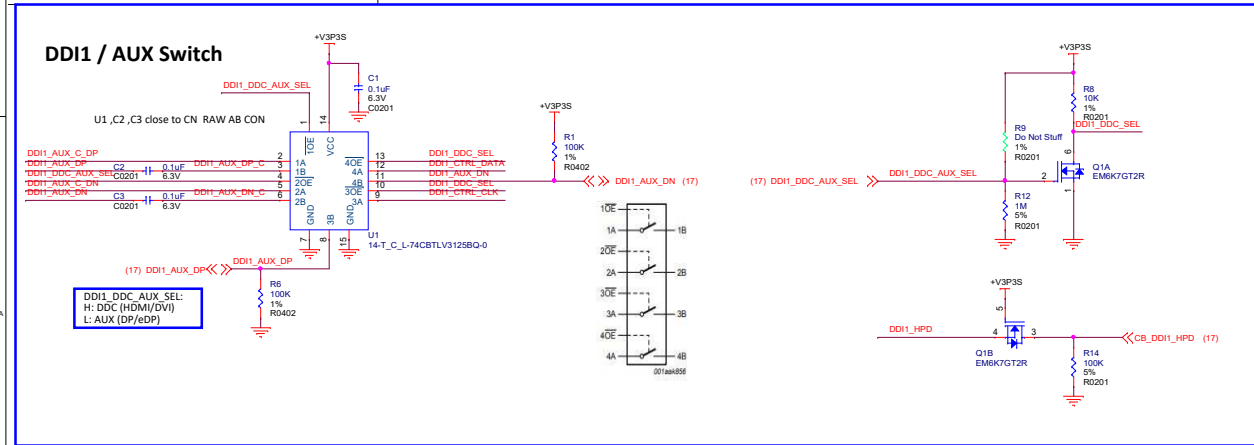 DDI1 / AUX Switch
+V3P3S
C1
0.1uF
6.3V
C0201
DDI1_DDC_AUX_SEL
U1 ,C2 ,C3 close to CN RAW AB CON
1
14
1OE
VCC
DDI1_AUX_C_DP
2
1A
DDI1_AUX_DP
C2
0.1uF
DDI1_AUX_DP_C
3
1B
DDI1_DDC_AUX_SEL
C0201
6.3V
4
2OE
DDI1_AUX_C_DN
5
2A
DDI1_AUX_DN
C3
0.1uF
DDI1_AUX_DN_C
6
2B
C0201
6.3V
4OE
13
DDI1_DDC_SEL
4A
12
DDI1_CTRL_DATA
4B
11
DDI1_AUX_DN
3OE
10
DDI1_DDC_SEL
3A
9
DDI1_CTRL_CLK
GND
3B
GND
7
8
15
U1
14-T_C_L-74CBTLV3125BQ-0
+V3P3S
R1
100K
1%
R0402
DDI1_AUX_DN (17)
(17) DDI1_AUX_DP
DDI1_AUX_DP
R6
100K
1%
R0402
DDI1_DDC_AUX_SEL:
H: DDC (HDMI/DVI)
L: AUX (DP/eDP)
1OE
1A
1B
2OE
2A
2B
3OE
3A
3B
4OE
4A
4B
001aak856
+V3P3S
R8
10K
1%
R0201
DDI1_DDC_SEL
R9
Do Not Stuff
1%
R0201
6
Q1A
EM6K7GT2R
(17) DDI1_DDC_AUX_SEL
DDI1_DDC_AUX_SEL
2
1
R12
1M
5%
R0201
+V3P3S
5
DDI1_HPD
4
3
CB_DDI1_HPD (17)
Q1B
EM6K7GT2R
R14
100K
5%
R0201
A